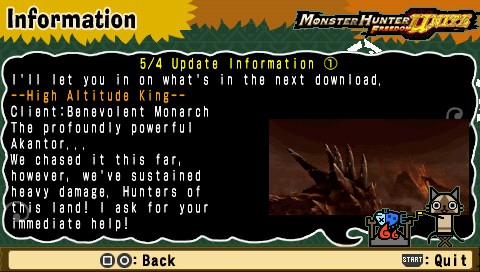 Information
MONSTER HUNTER
FREEDOM UNITE
5/4 Update Information ①
I'll let you in on what's in the next download.
--High Altitude King--
Client:Benevolent Monarch
The profoundly powerful
Akantor...
We chased it this far,
however, we've sustained
heavy damage, Hunters of
this land! I ask for your
immediate help!
□○: Back
START: Quit